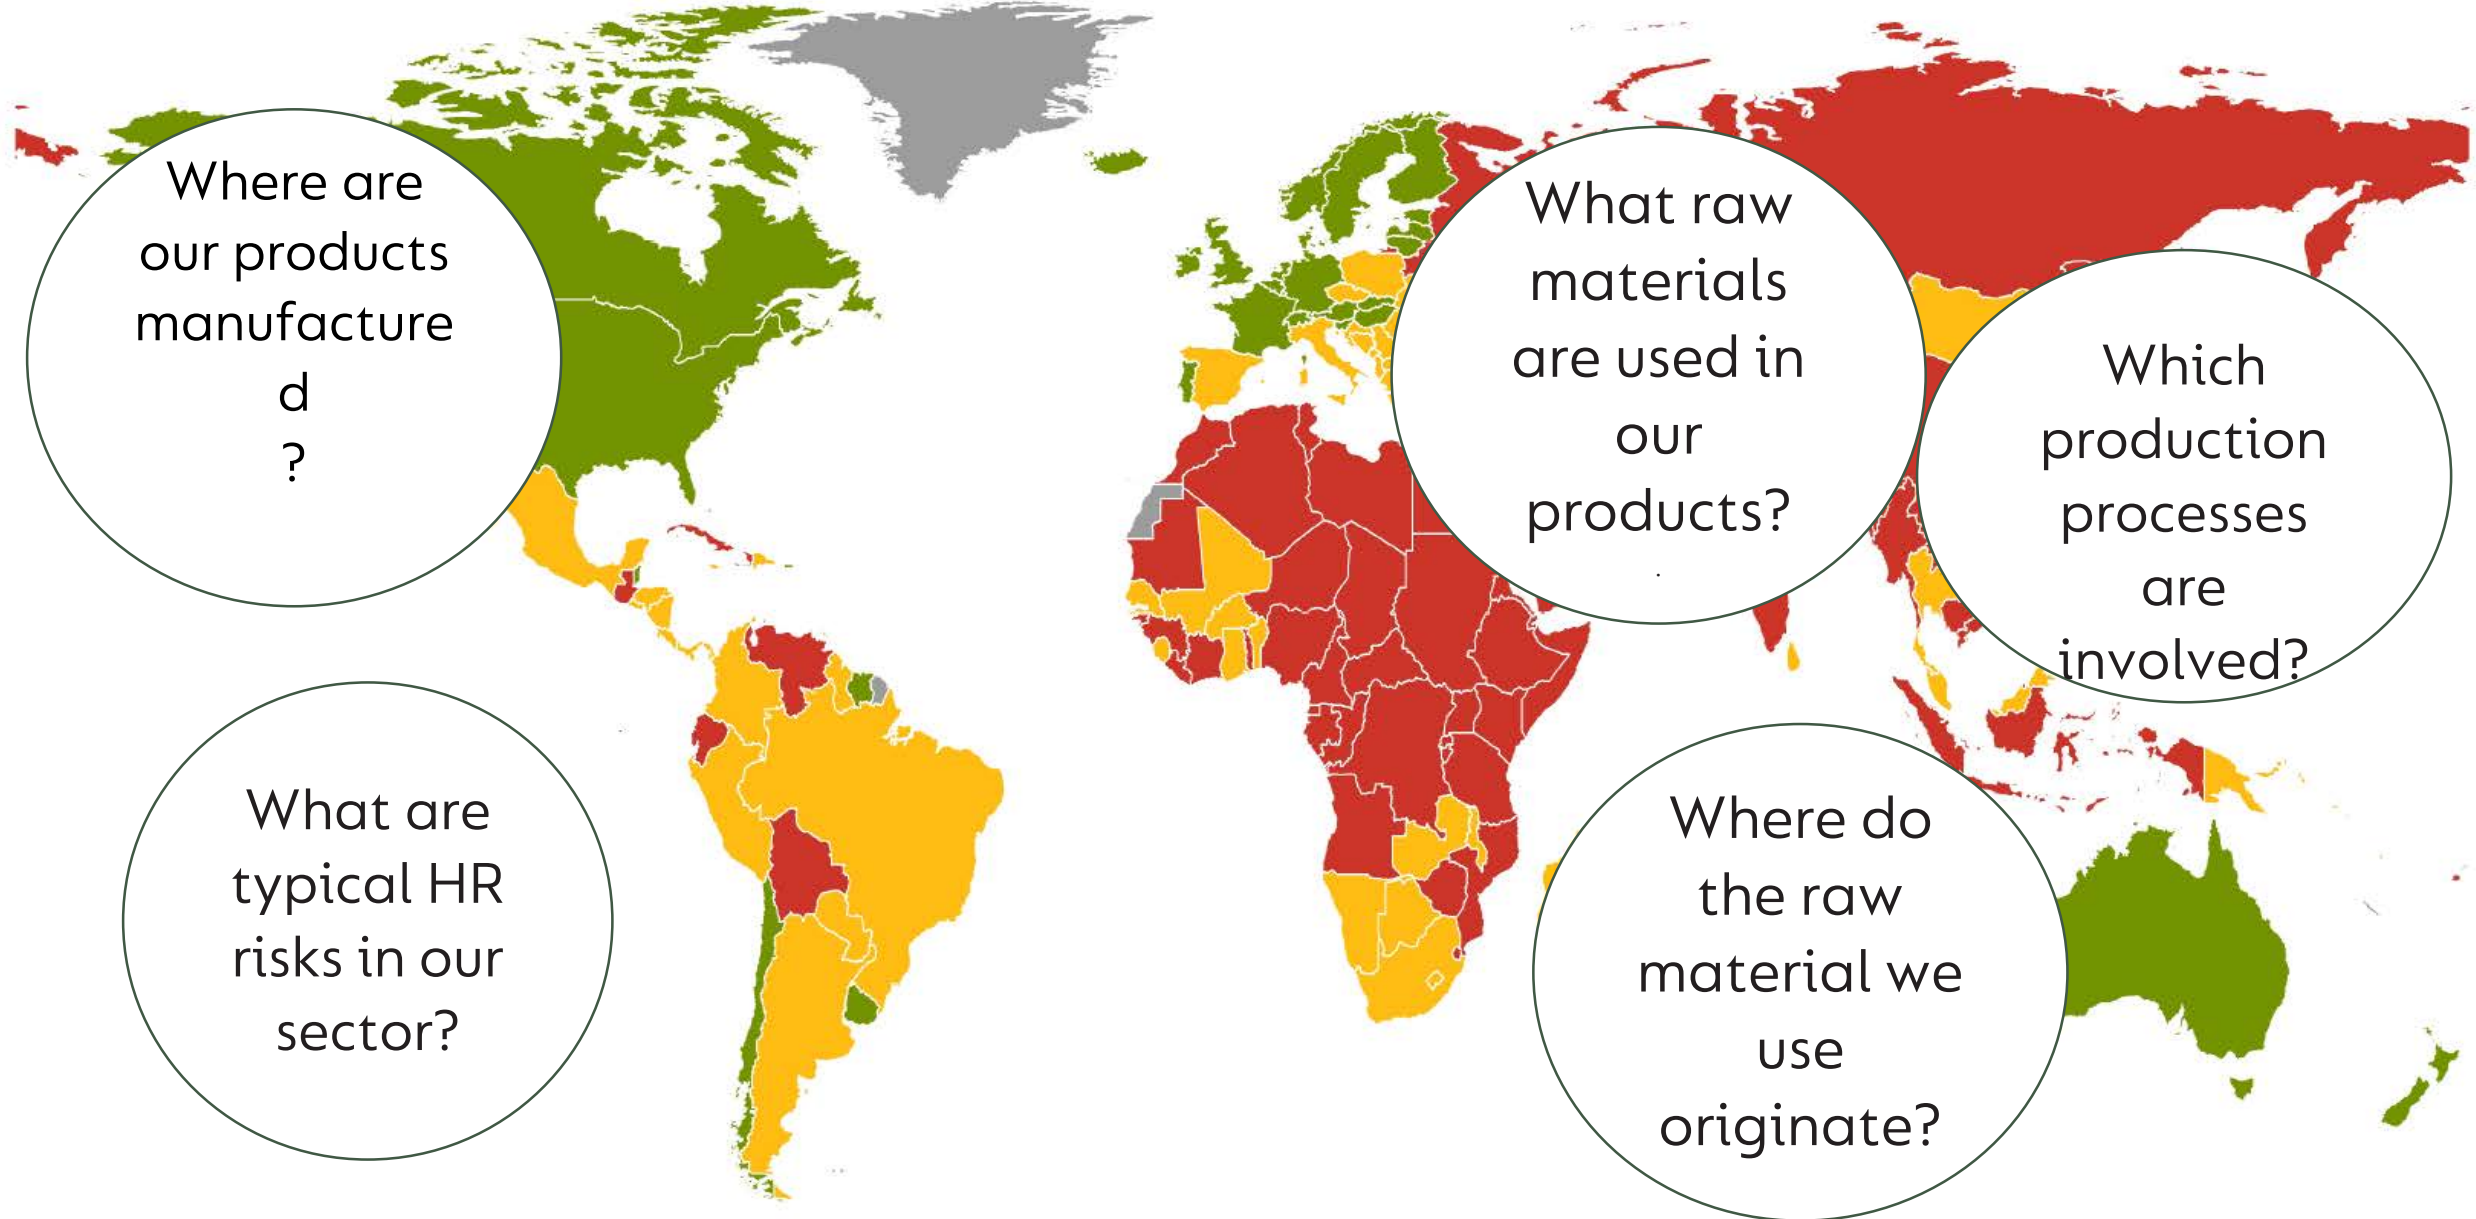 Where are
our products
manufacture
d
?
What raw
materials
are used in
our
products?
.
Which
production
processes
are
involved?
What are
typical HR
risks in our
sector?
Where do
the raw
material we
use
originate?